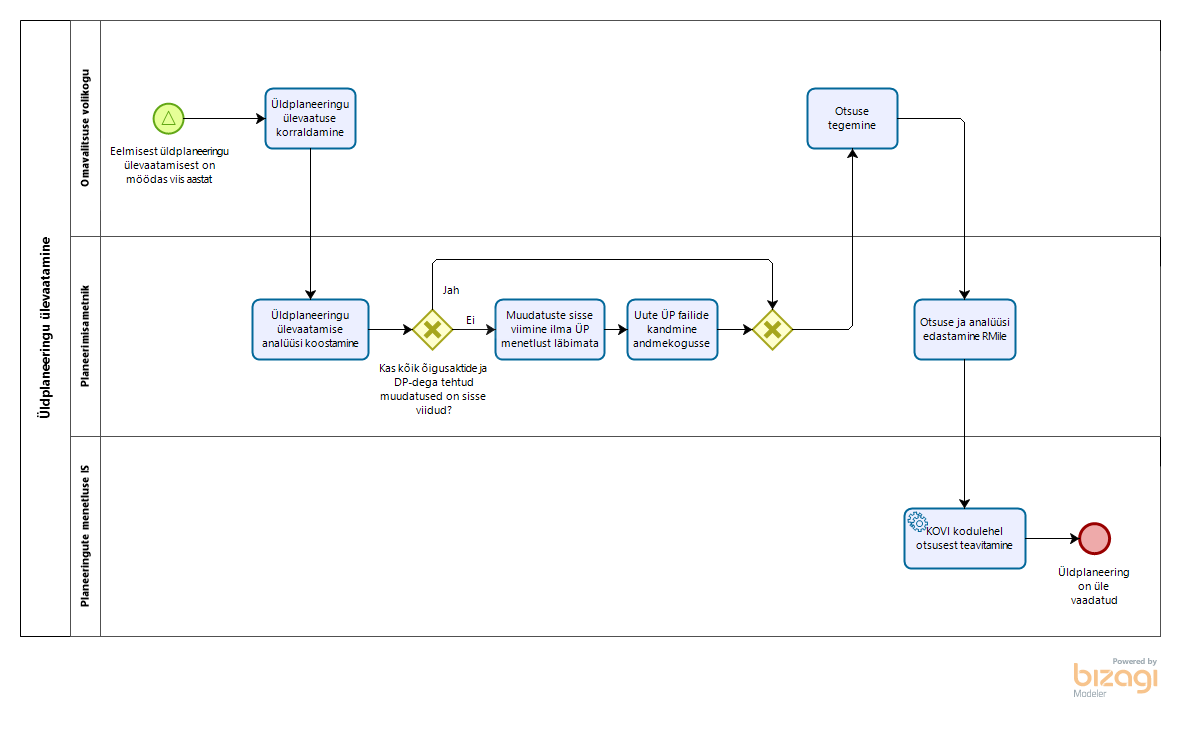 Üldplaneeringu ülevaatamine
Omavalitsuse volikogu
Eelmisest üldplaneeringu
ülevaatamisest on
möödas viis aastat
Üldplaneeringu
ülevaatuse
korraldamine
Otsuse
tegemine
Planeerimisametnik
Üldplaneeringu
ülevaatamise
analüüsi koostamine
Jah
Ei
Kas kõik õigusaktide ja
DP-dega tehtud
muudatused on sisse
viidud?
Muudatuste sisse
viimine ilma ÜP
menetlust läbimata
Uute ÜP failide
kandmine
andmekogusse
Otsuse ja analüüsi
edastamine RMile
Planeeringute menetluse IS
KOVI kodulehel
otsusest teavitamine
Üldplaneering
on üle
vaadatud
Powered by
bizagi
Modeler